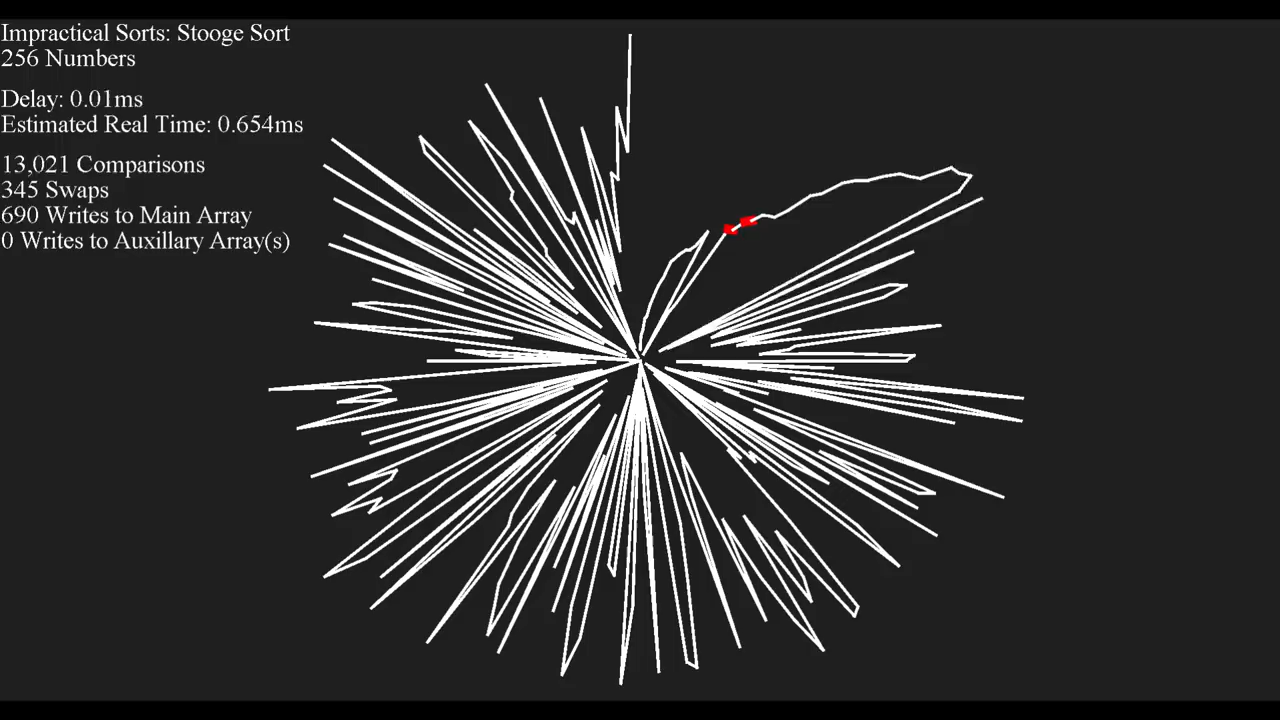 Impractical Sorts: Stooge Sort
256 Numbers
Delay: 0.01ms
Estimated Real Time: 0.654ms
13,021 Comparisons
345 Swaps
690 Writes to Main Array
0 Writes to Auxillary Array(s)